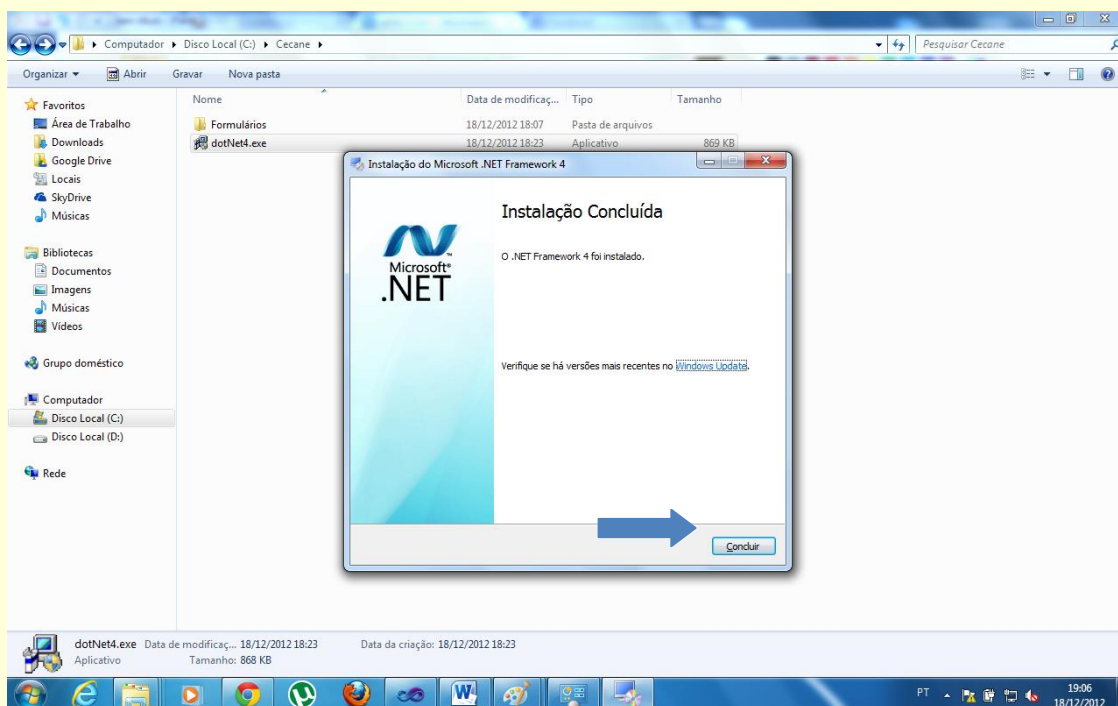 Computador ▸ Disco Local (C:) ▸ Cecane ▸
Pesquisar Cecane
Organizar ▾ Abrir Gravar Nova pasta
Nome Data de modificaç... Tipo Tamanho
Favoritos
Área de Trabalho
Downloads
Google Drive
Locais
SkyDrive
Músicas
Bibliotecas
Documentos
Imagens
Músicas
Vídeos
Grupo doméstico
Computador
Disco Local (C:)
Disco Local (D:)
Rede
Formulários 18/12/2012 18:07 Pasta de arquivos
dotNet4.exe 18/12/2012 18:23 Aplicativo 869 KB
Instalação do Microsoft .NET Framework 4
Microsoft®
.NET
Instalação Concluída
O .NET Framework 4 foi instalado.
Verifique se há versões mais recentes no Windows Update.
Concluir
dotNet4.exe Data de modificaç... 18/12/2012 18:23 Data da criação: 18/12/2012 18:23
Aplicativo Tamanho: 868 KB
PT
19:06
18/12/2012